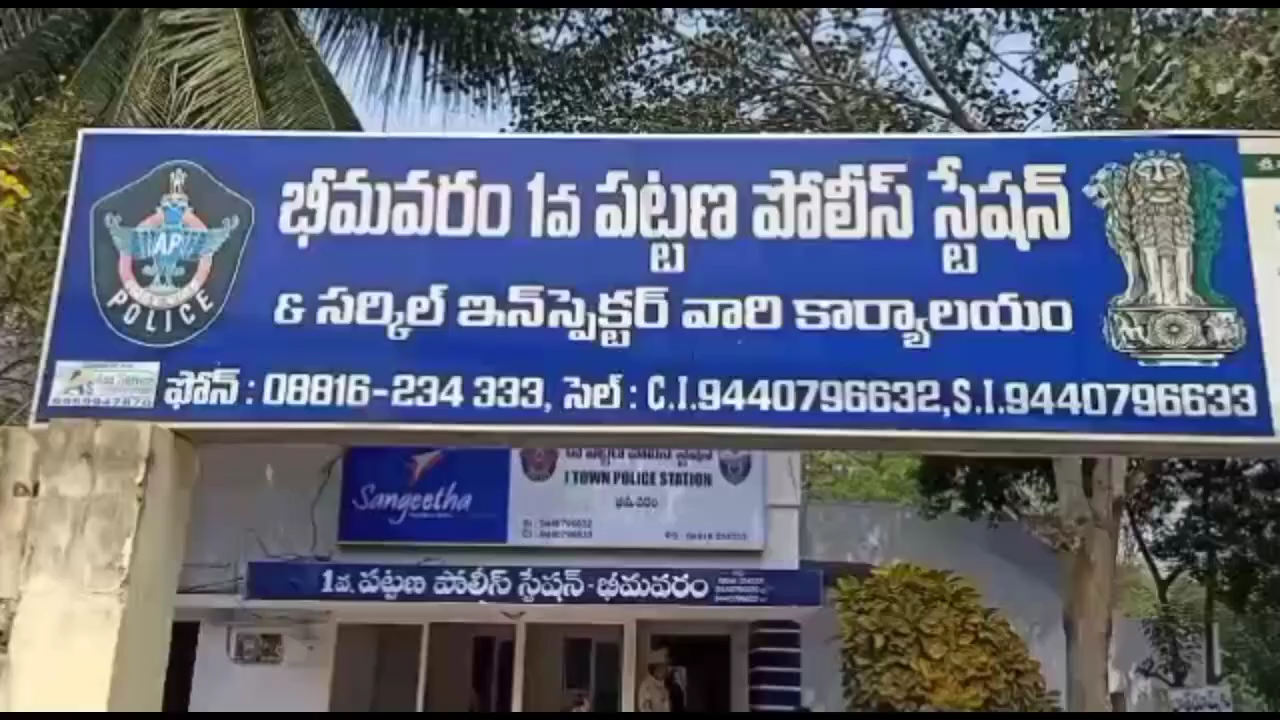 భీమవరం 1వ పట్టణ పోలీస్ స్టేషన్
& సర్కిల్ ఇన్‌స్పెక్టర్ వారి కార్యాలయం
ఫోన్ : 08816-234 333, సెల్ : C.I.9440796632,S.I.9440796633
AP
POLICE
Sangeetha
I TOWN POLICE STATION
1వ. పట్టణ పోలీస్ స్టేషన్ - భీమవరం